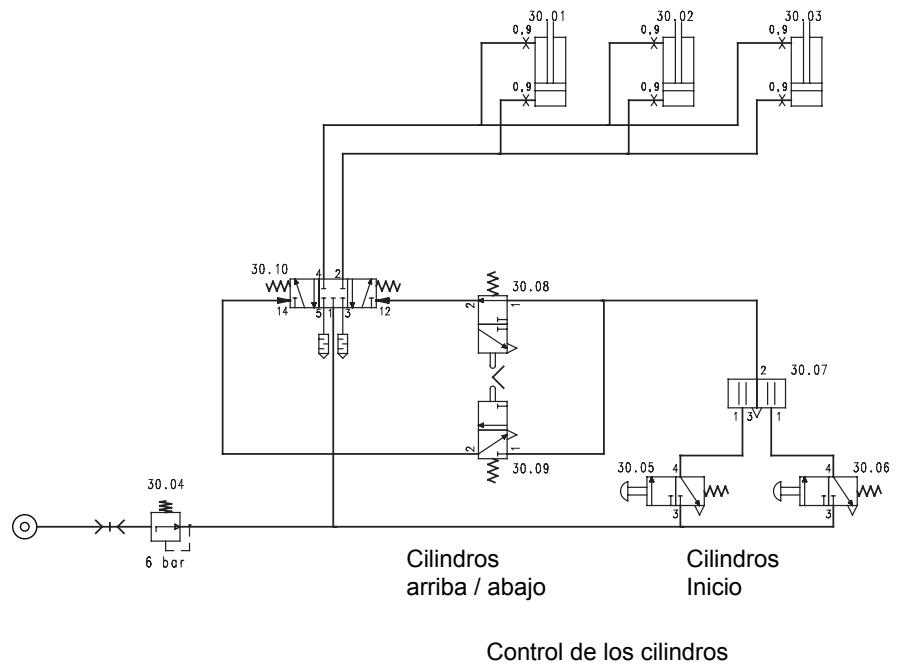 30.01 30.02 30.03
0,9 0,9 0,9
0,9 0,9 0,9
30.10 4 2
14 5 1 3 12
30.08
2 1
30.07
2
1 3 1
2 1
30.09
30.05 4 4 30.06
3 3
30.04
6 bar
Cilindros
arriba / abajo
Cilindros
Inicio
Control de los cilindros